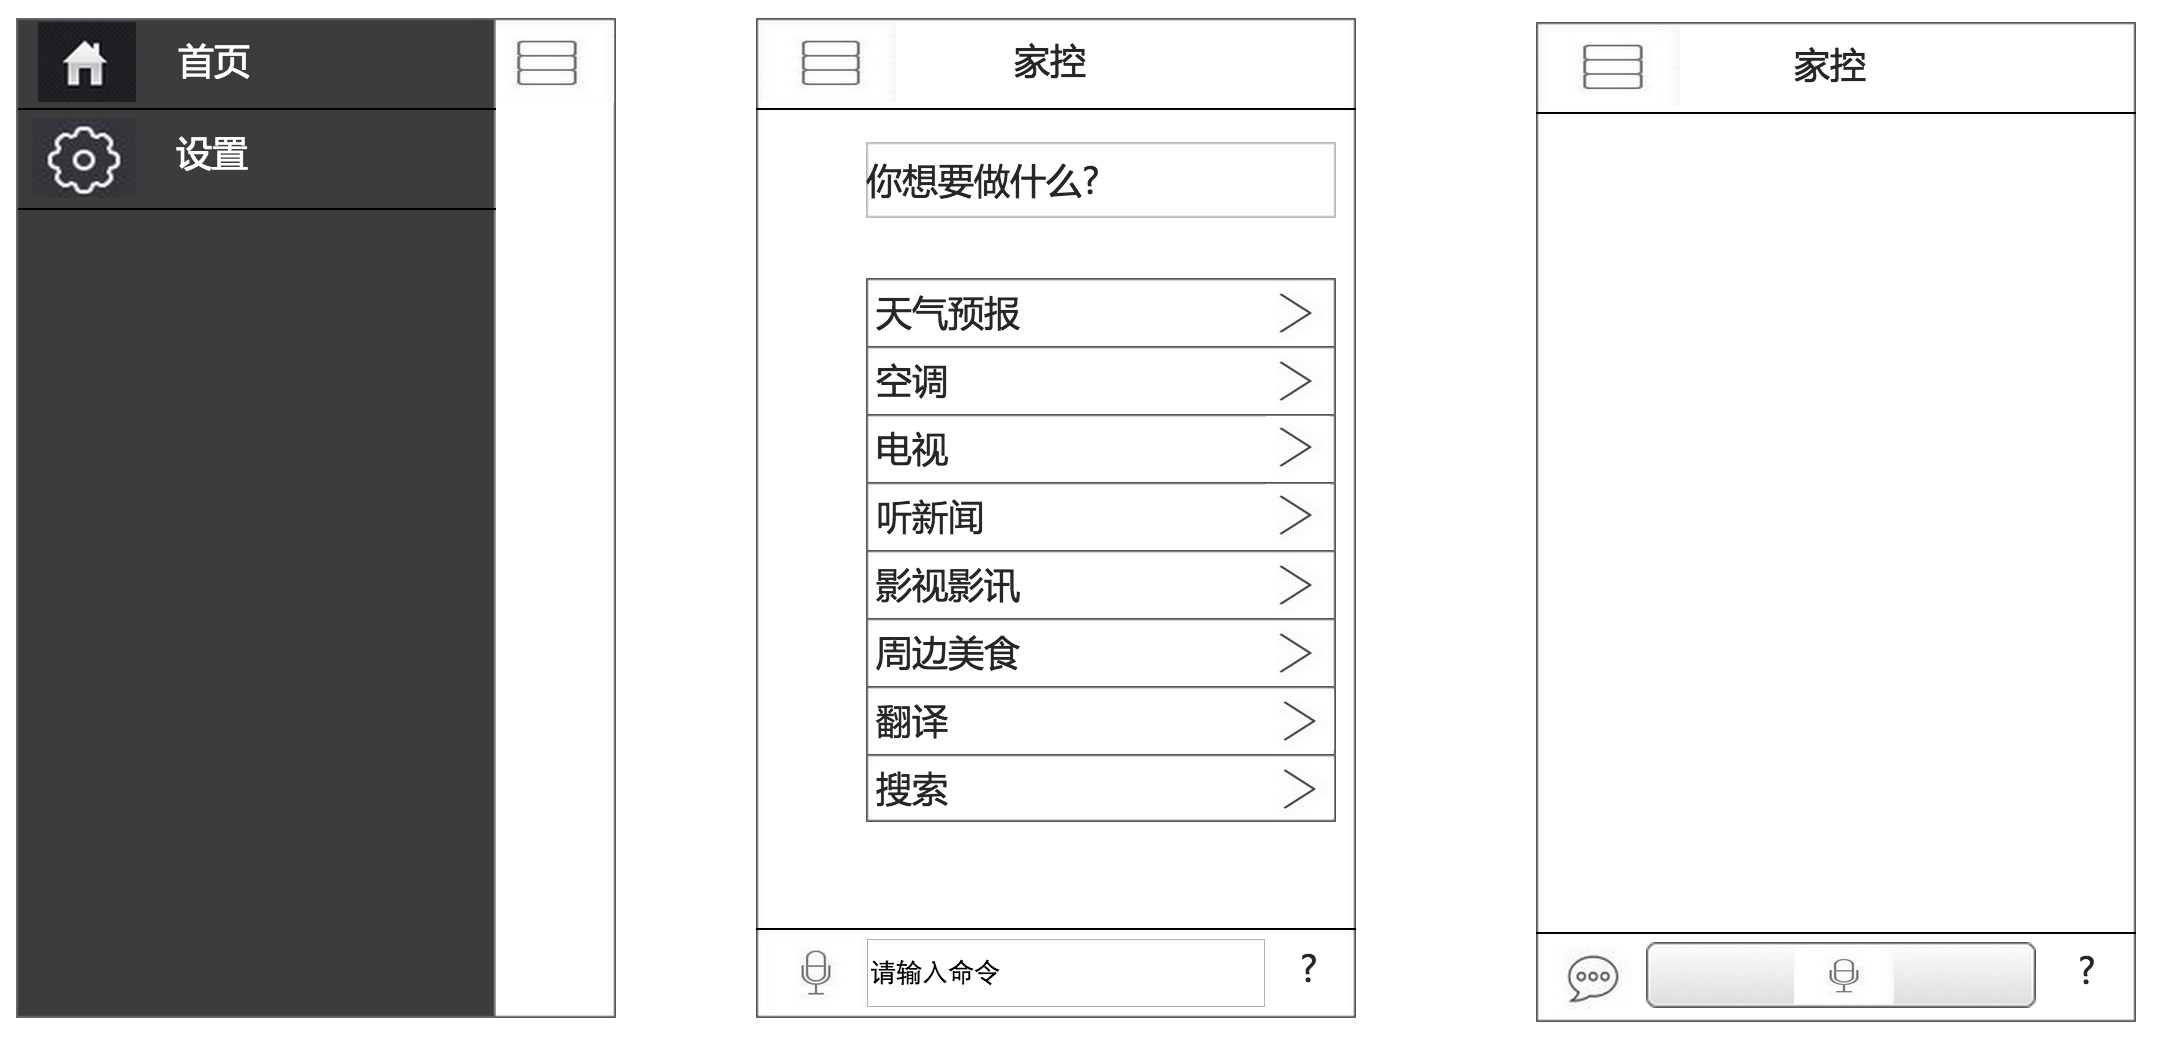 首页
设置
家控
你想要做什么?
天气预报
空调
电视
听新闻
影视影讯
周边美食
翻译
搜索
请输入命令
?
家控
?